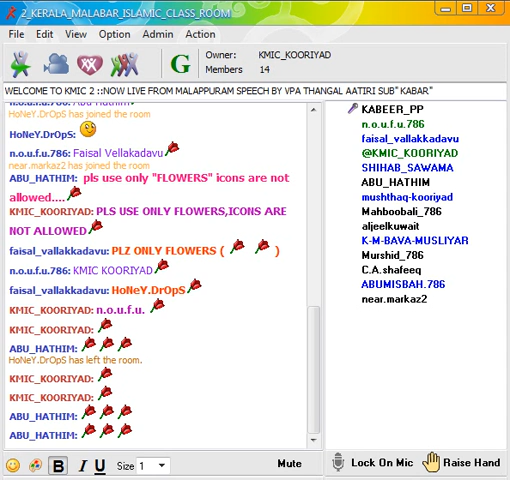 2_KERALA_MALABAR_ISLAMIC_CLASS_ROOM
File Edit View Option Admin Action
G
Owner: KMIC_KOORIYAD
Members 14
WELCOME TO KMIC 2 ::NOW LIVE FROM MALAPPURAM SPEECH BY VPA THANGAL AATIRI SUB" KABAR"
n.o.u.f.u.786: Abu Hathim
HoNeY.DrOpS has joined the room
HoNeY.DrOpS:
n.o.u.f.u.786: Faisal Vellakadavu
near.markaz2 has joined the room
ABU_HATHIM: pls use only "FLOWERS" icons are not
allowed....
KMIC_KOORIYAD: PLS USE ONLY FLOWERS,ICONS ARE
NOT ALLOWED
faisal_vallakkadavu: PLZ ONLY FLOWERS ( )
n.o.u.f.u.786: KMIC KOORIYAD
faisal_vallakkadavu: HoNeY.DrOpS
KMIC_KOORIYAD: n.o.u.f.u.
KMIC_KOORIYAD:
ABU_HATHIM:
HoNeY.DrOpS has left the room.
KMIC_KOORIYAD:
KMIC_KOORIYAD:
ABU_HATHIM:
ABU_HATHIM:
KABEER_PP
n.o.u.f.u.786
faisal_vallakkadavu
@KMIC_KOORIYAD
SHIHAB_SAWAMA
ABU_HATHIM
mushthaq-kooriyad
Mahboobali_786
aljeelkuwait
K-M-BAVA-MUSLIYAR
Murshid_786
C.A.shafeeq
ABUMISBAH.786
near.markaz2
B I U Size 1 Mute
Lock On Mic Raise Hand